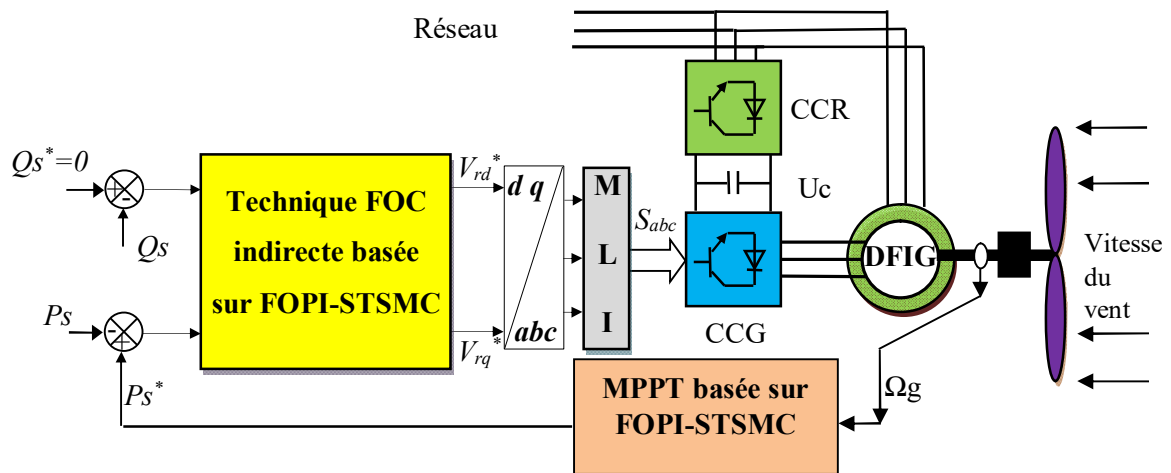 Réseau
CCR
Qs*=0
Qs
Technique FOC
indirecte basée
sur FOPI-STSMC
Vrd*
Vrq*
d q
abc
M
L
I
Sabc
Uc
CCG
DFIG
Vitesse
du
vent
Ps
Ps*
MPPT basée sur
FOPI-STSMC
Ωg